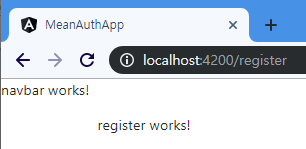 MeanAuthApp
localhost:4200/register
navbar works!
register works!